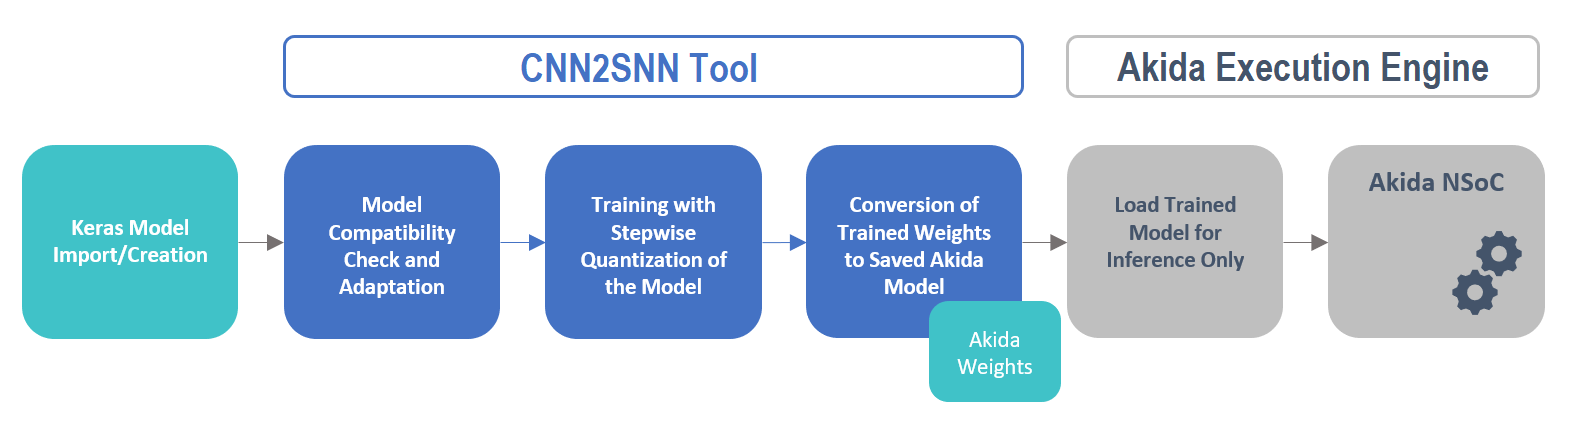 CNN2SNN Tool
Akida Execution Engine
Keras Model
Import/Creation
Model
Compatibility
Check and
Adaptation
Training with
Stepwise
Quantization of
the Model
Conversion of
Trained Weights
to Saved Akida
Model
Akida
Weights
Load Trained
Model for
Inference Only
Akida NSoC